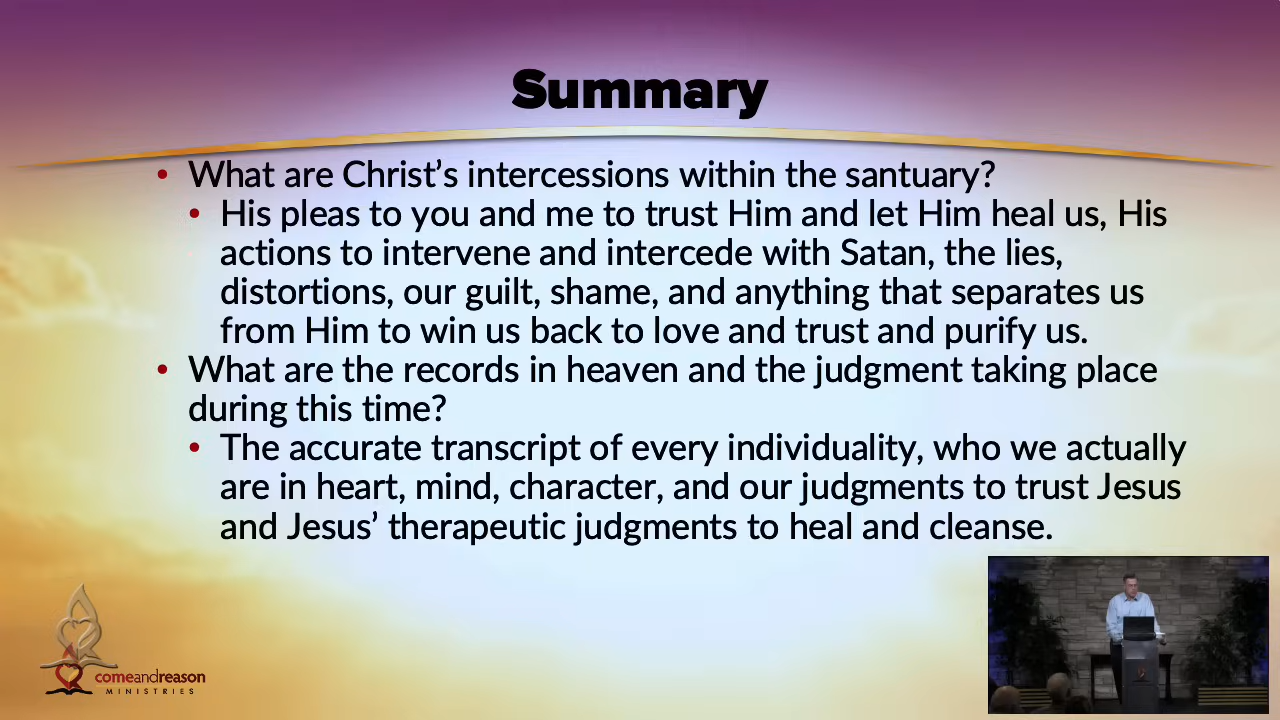 Summary
• What are Christ's intercessions within the santuary?
• His pleas to you and me to trust Him and let Him heal us, His
actions to intervene and intercede with Satan, the lies,
distortions, our guilt, shame, and anything that separates us
from Him to win us back to love and trust and purify us.
• What are the records in heaven and the judgment taking place
during this time?
• The accurate transcript of every individuality, who we actually
are in heart, mind, character, and our judgments to trust Jesus
and Jesus' therapeutic judgments to heal and cleanse.
comeandreason
MINISTRIES